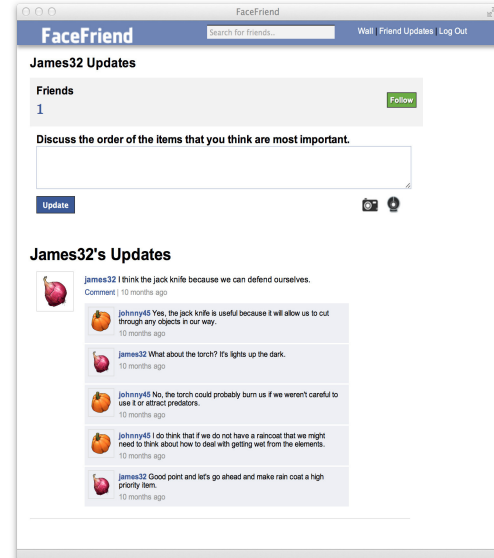 FaceFriend
FaceFriend
Search for friends..
Wall | Friend Updates | Log Out
James32 Updates
Friends
1
Follow
Discuss the order of the items that you think are most important.
Update
James32's Updates
james32 I think the jack knife because we can defend ourselves.
Comment | 10 months ago
johnny45 Yes, the jack knife is useful because it will allow us to cut
through any objects in our way.
10 months ago
james32 What about the torch? It's lights up the dark.
10 months ago
johnny45 No, the torch could probably burn us if we weren't careful to
use it or attract predators.
10 months ago
johnny45 I do think that if we do not have a raincoat that we might
need to think about how to deal with getting wet from the elements.
10 months ago
james32 Good point and let's go ahead and make rain coat a high
priority item.
10 months ago